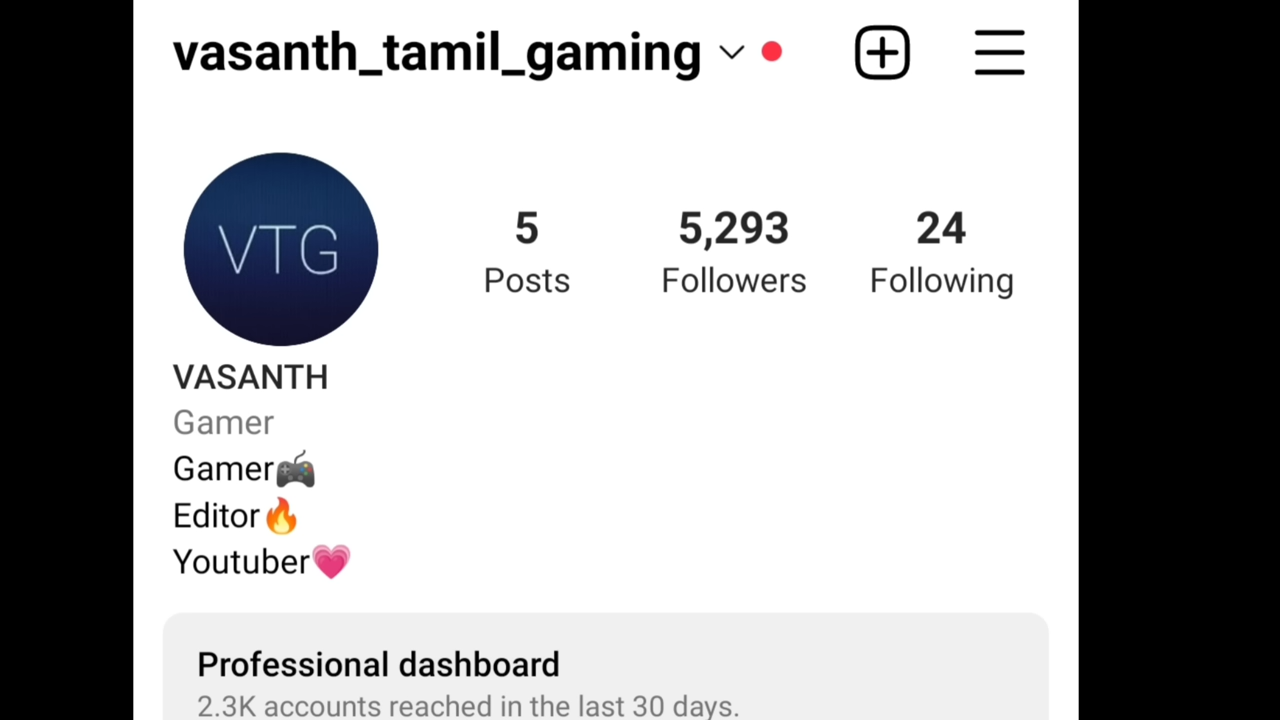 vasanth_tamil_gaming
VTG
5 5,293 24
Posts Followers Following
VASANTH
Gamer
Gamer🎮
Editor🔥
Youtuber💗
Professional dashboard
2.3K accounts reached in the last 30 days.